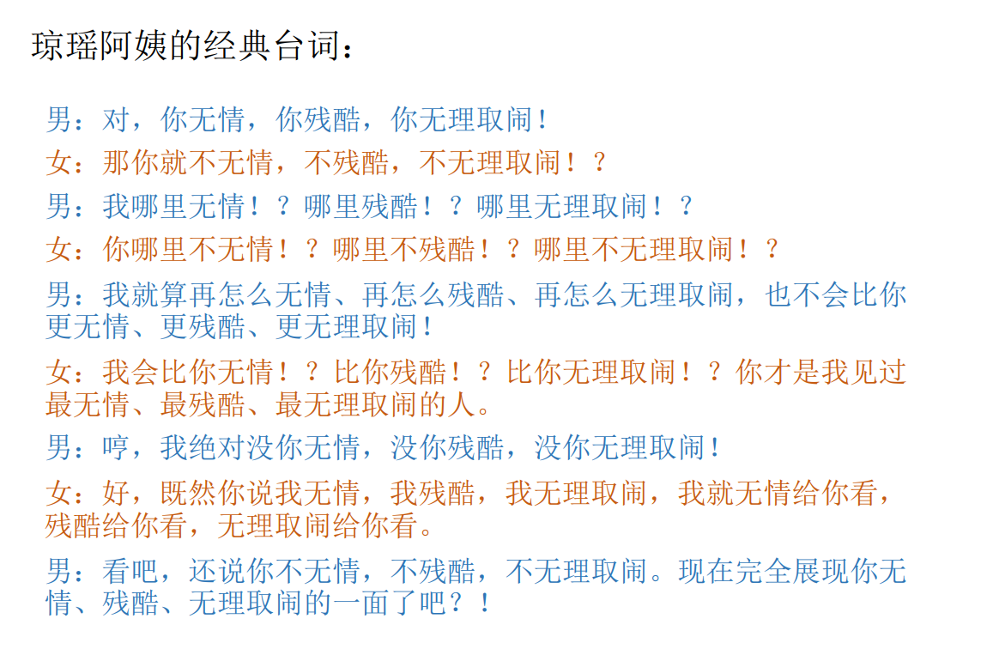 琼瑶阿姨的经典台词：
男：对，你无情，你残酷，你无理取闹！
女：那你就不无情，不残酷，不无理取闹！？
男：我哪里无情！？哪里残酷！？哪里无理取闹！？
女：你哪里不无情！？哪里不残酷！？哪里不无理取闹！？
男：我就算再怎么无情、再怎么残酷、再怎么无理取闹，也不会比你
更无情、更残酷、更无理取闹！
女：我会比你无情！？比你残酷！？比你无理取闹！？你才是我见过
最无情、最残酷、最无理取闹的人。
男：哼，我绝对没你无情，没你残酷，没你无理取闹！
女：好，既然你说我无情，我残酷，我无理取闹，我就无情给你看，
残酷给你看，无理取闹给你看。
男：看吧，还说你不无情，不残酷，不无理取闹。现在完全展现你无
情、残酷、无理取闹的一面了吧？！